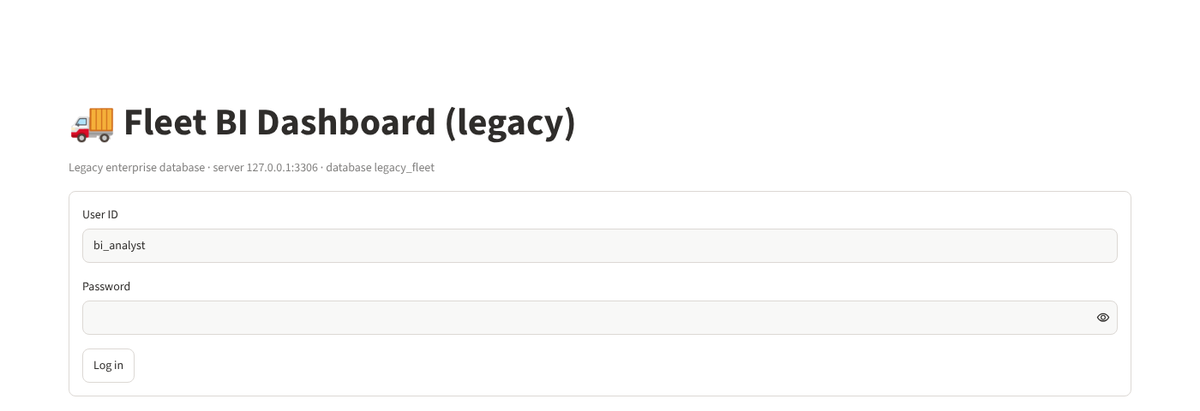 🚚 Fleet BI Dashboard (legacy)
Legacy enterprise database · server 127.0.0.1:3306 · database legacy_fleet
User ID
bi_analyst
Password
Log in